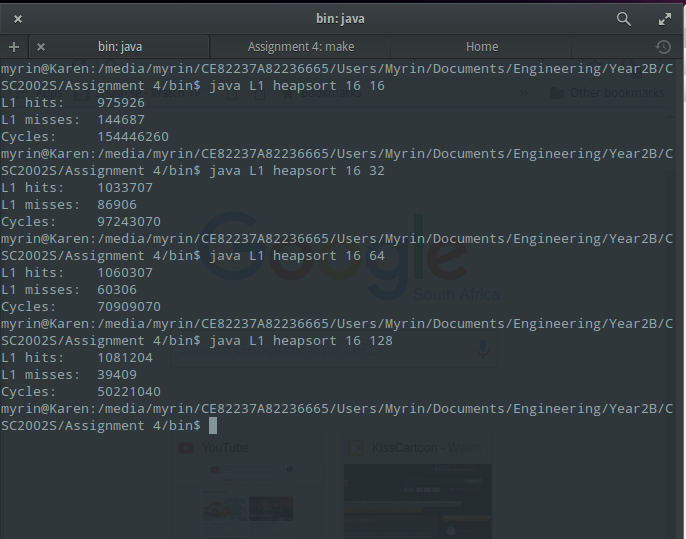 bin: java
bin: java
Assignment 4: make
Home
myrin@Karen:/media/myrin/CE82237A82236665/Users/Myrin/Documents/Engineering/Year2B/C
SC2002S/Assignment 4/bin$ java L1 heapsort 16 16
Other bookmarks
L1 hits:    975926
L1 misses:  144687
Cycles:     154446260
myrin@Karen:/media/myrin/CE82237A82236665/Users/Myrin/Documents/Engineering/Year2B/C
SC2002S/Assignment 4/bin$ java L1 heapsort 16 32
L1 hits:    1033707
L1 misses:  86906
Cycles:     97243070
myrin@Karen:/media/myrin/CE82237A82236665/Users/Myrin/Documents/Engineering/Year2B/C
SC2002S/Assignment 4/bin$ java L1 heapsort 16 64
Google
L1 hits:    1060307
L1 misses:  60306
South Africa
Cycles:     70909070
myrin@Karen:/media/myrin/CE82237A82236665/Users/Myrin/Documents/Engineering/Year2B/C
SC2002S/Assignment 4/bin$ java L1 heapsort 16 128
L1 hits:    1081204
L1 misses:  39409
Cycles:     50221040
myrin@Karen:/media/myrin/CE82237A82236665/Users/Myrin/Documents/Engineering/Year2B/C
SC2002S/Assignment 4/bin$
YouTube
KissCartoon - Watch